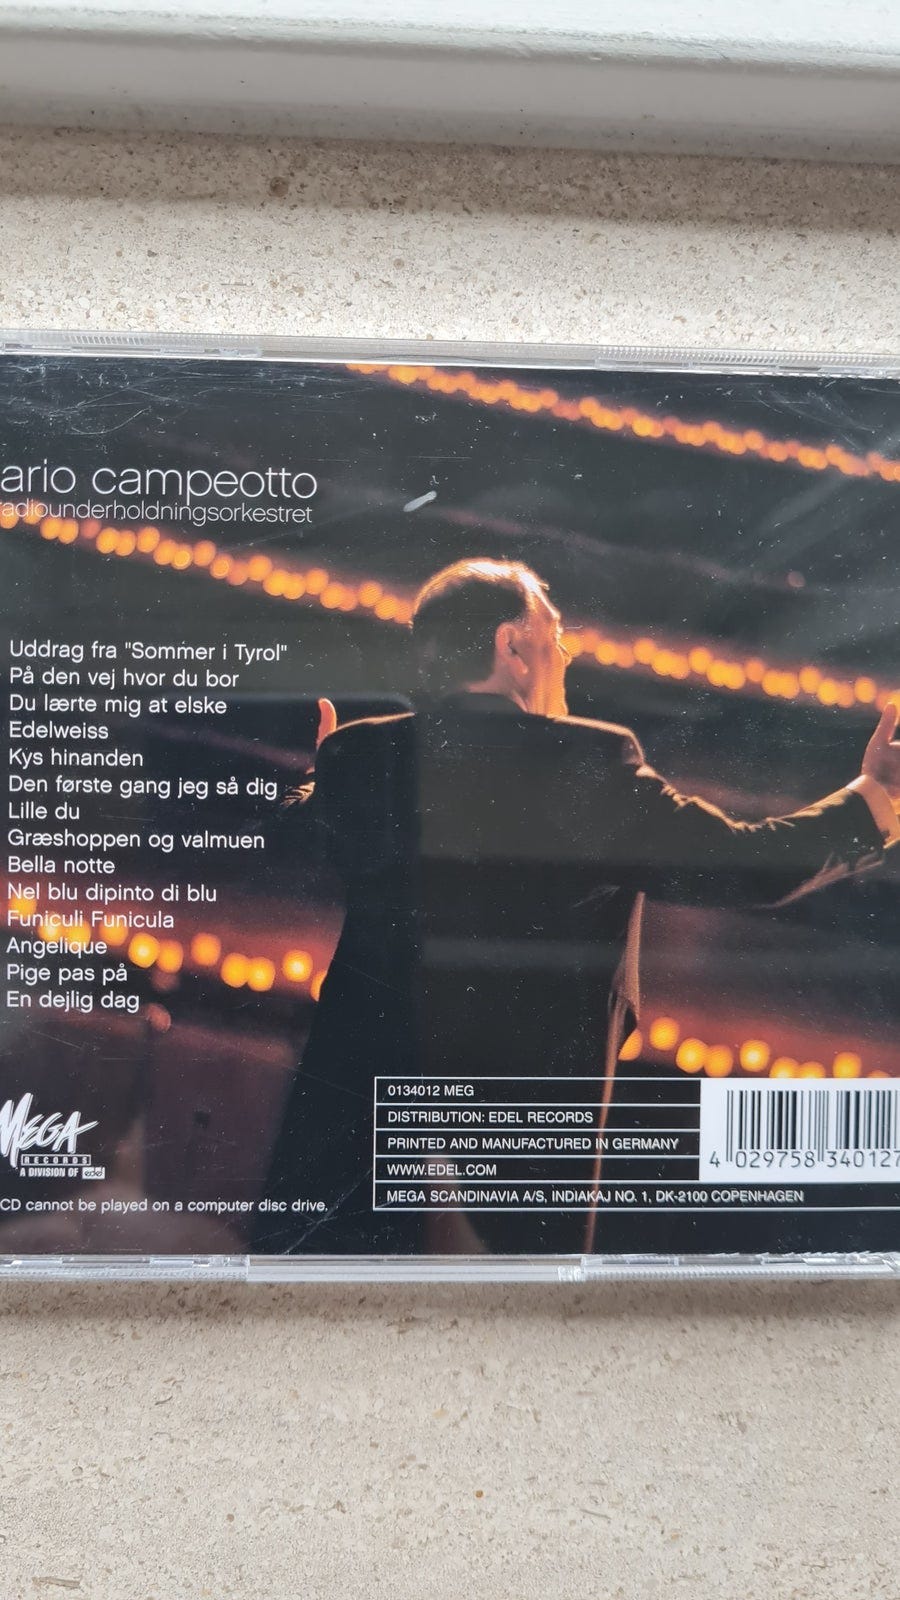 ario campeotto
radiounderholdningsorkestret
Uddrag fra "Sommer i Tyrol"
På den vej hvor du bor
Du lærte mig at elske
Edelweiss
Kys hinanden
Den første gang jeg så dig
Lille du
Græshoppen og valmuen
Bella notte
Nel blu dipinto di blu
Funiculi Funicula
Angelique
Pige pas på
En dejlig dag
MEGA
RECORDS
A DIVISION OF edel
CD cannot be played on a computer disc drive.
0134012 MEG
DISTRIBUTION: EDEL RECORDS
PRINTED AND MANUFACTURED IN GERMANY
WWW.EDEL.COM
MEGA SCANDINAVIA A/S, INDIAKAJ NO. 1, DK-2100 COPENHAGEN
4 029758 340127